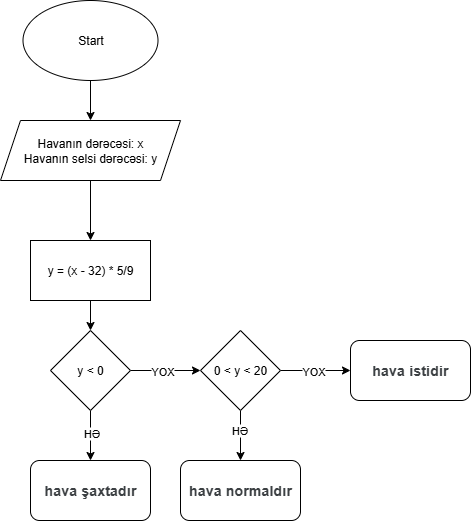 Start
Havanın dərəcəsi: x
Havanın selsi dərəcəsi: y
y = (x - 32) * 5/9
y < 0
YOX
0 < y < 20
YOX
hava istidir
HƏ
HƏ
hava şaxtadır
hava normaldır